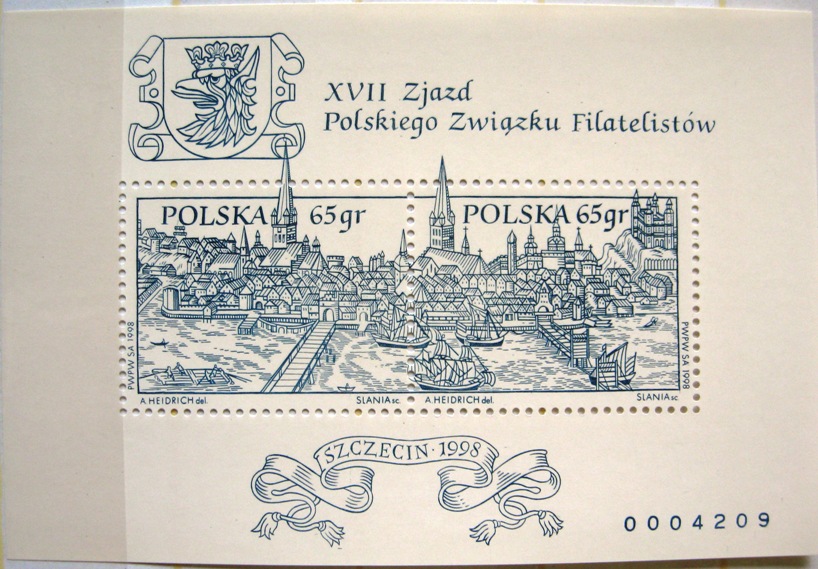 XVII Zjazd
Polskiego Związku Filatelistów
POLSKA 65gr
POLSKA 65gr
PWPW SA 1998
PWPW SA 1998
A.HEIDRICH del.
SLANIA sc.
A.HEIDRICH del.
SLANIA sc.
SZCZECIN·1998
0004209